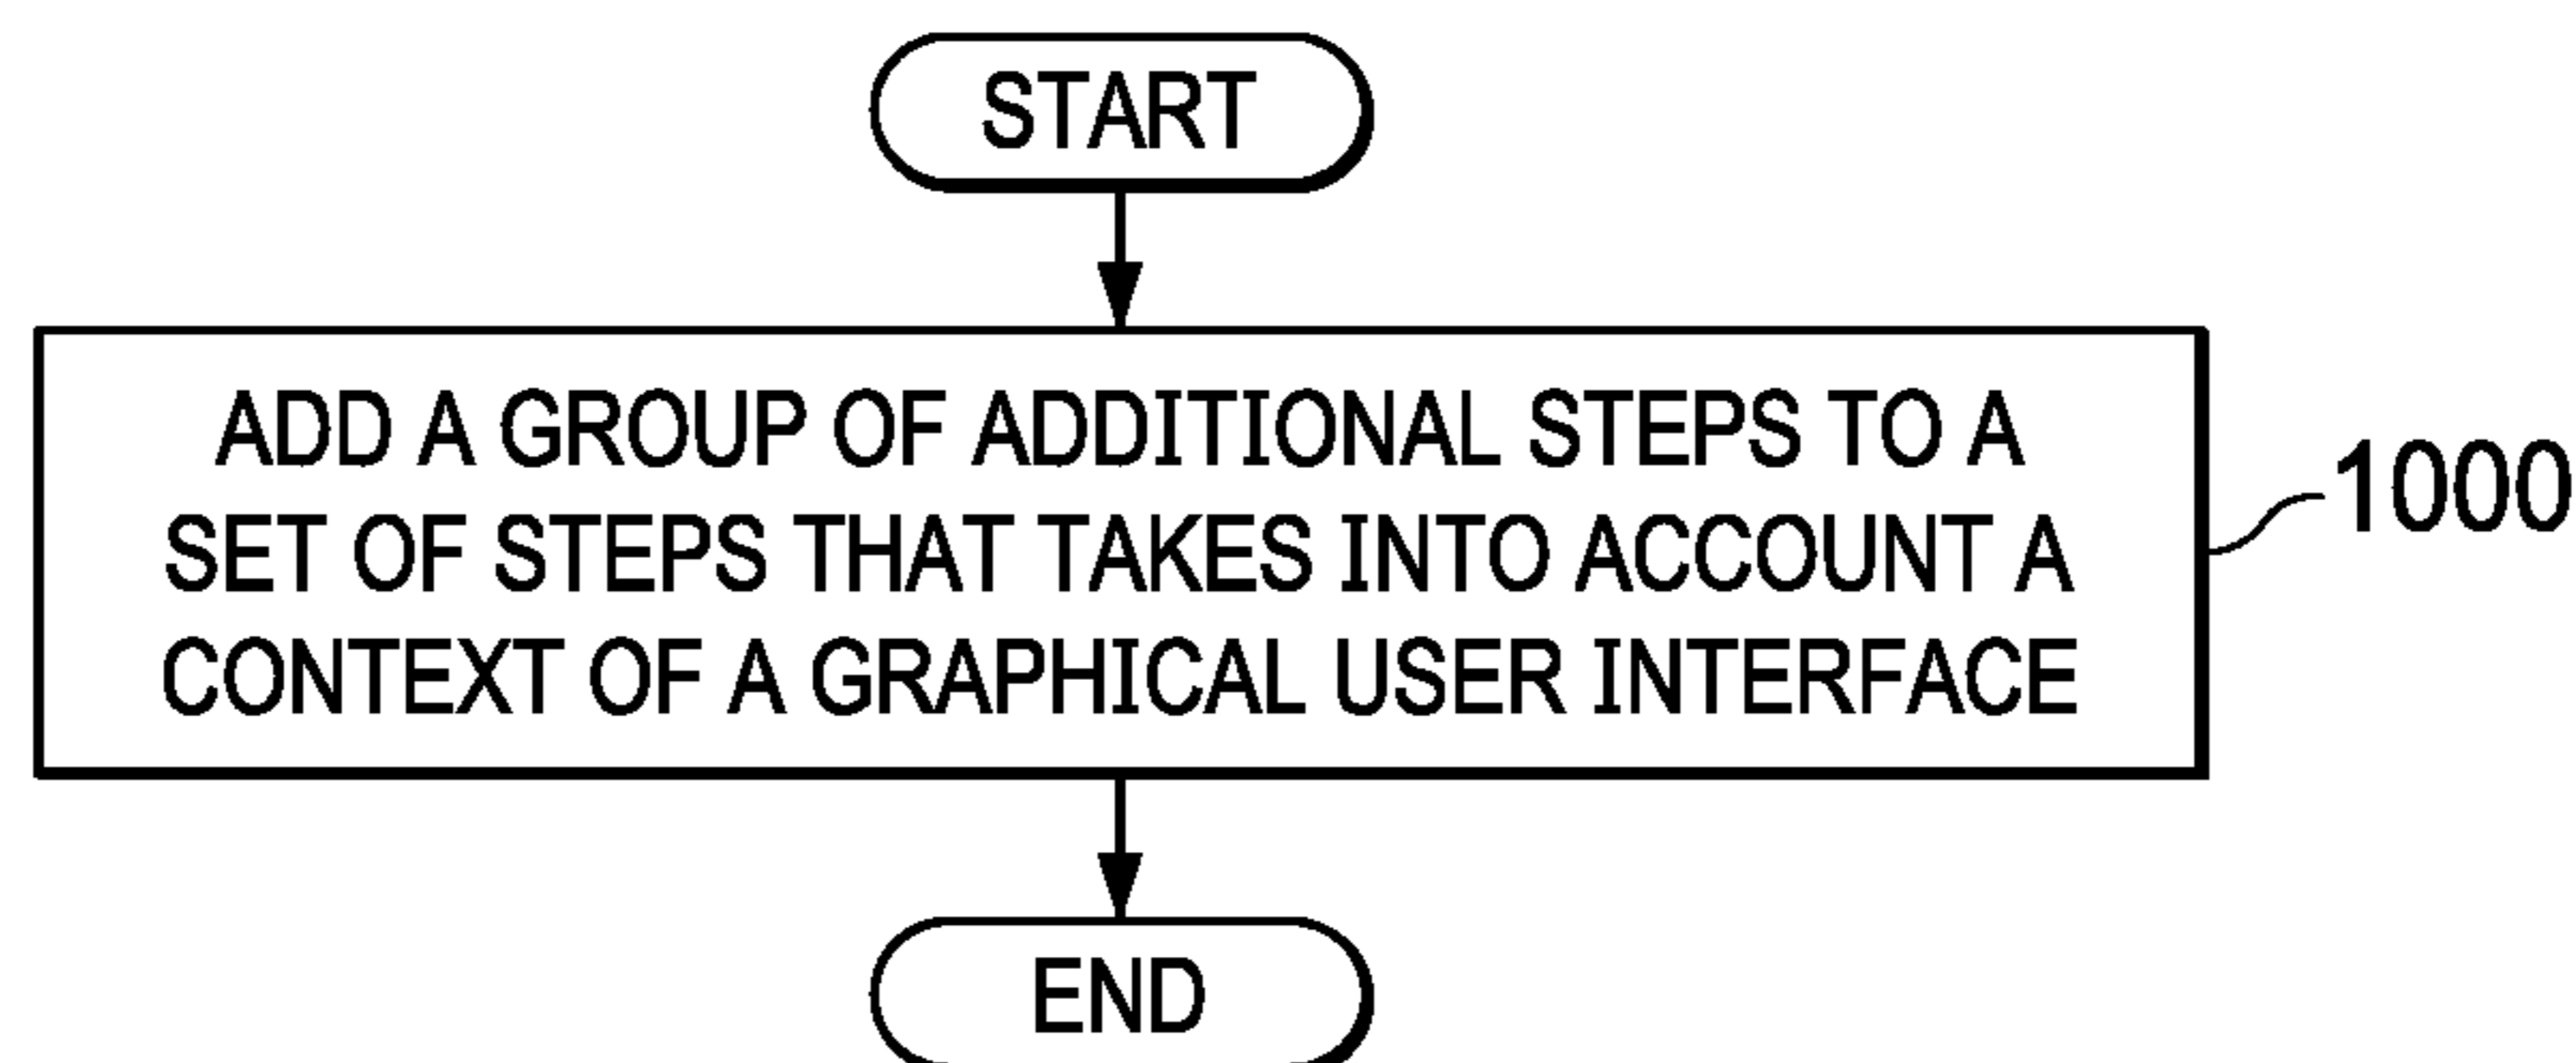 START
ADD A GROUP OF ADDITIONAL STEPS TO A
SET OF STEPS THAT TAKES INTO ACCOUNT A
CONTEXT OF A GRAPHICAL USER INTERFACE
1000
END